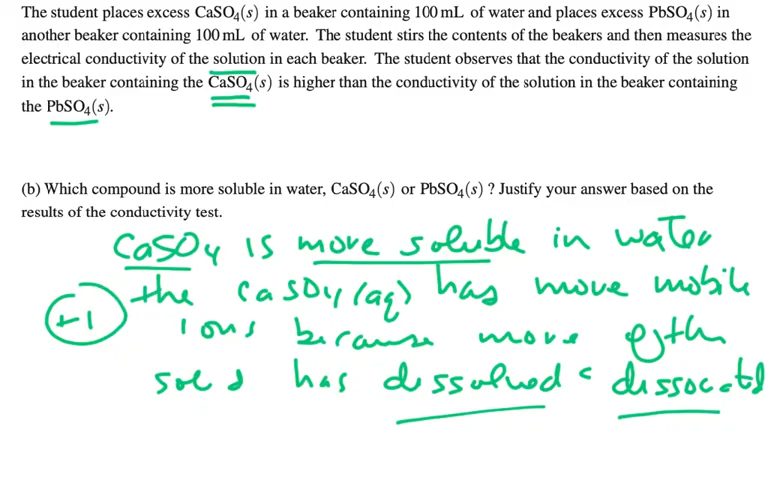 The student places excess CaSO₄(s) in a beaker containing 100 mL of water and places excess PbSO₄(s) in
another beaker containing 100 mL of water. The student stirs the contents of the beakers and then measures the
electrical conductivity of the solution in each beaker. The student observes that the conductivity of the solution
in the beaker containing the CaSO₄(s) is higher than the conductivity of the solution in the beaker containing
the PbSO₄(s).
(b) Which compound is more soluble in water, CaSO₄(s) or PbSO₄(s) ? Justify your answer based on the
results of the conductivity test.
CaSO₄ is more soluble in water
the CaSO₄(aq) has more mobile
+1
ions because more of the
solid has dissolved